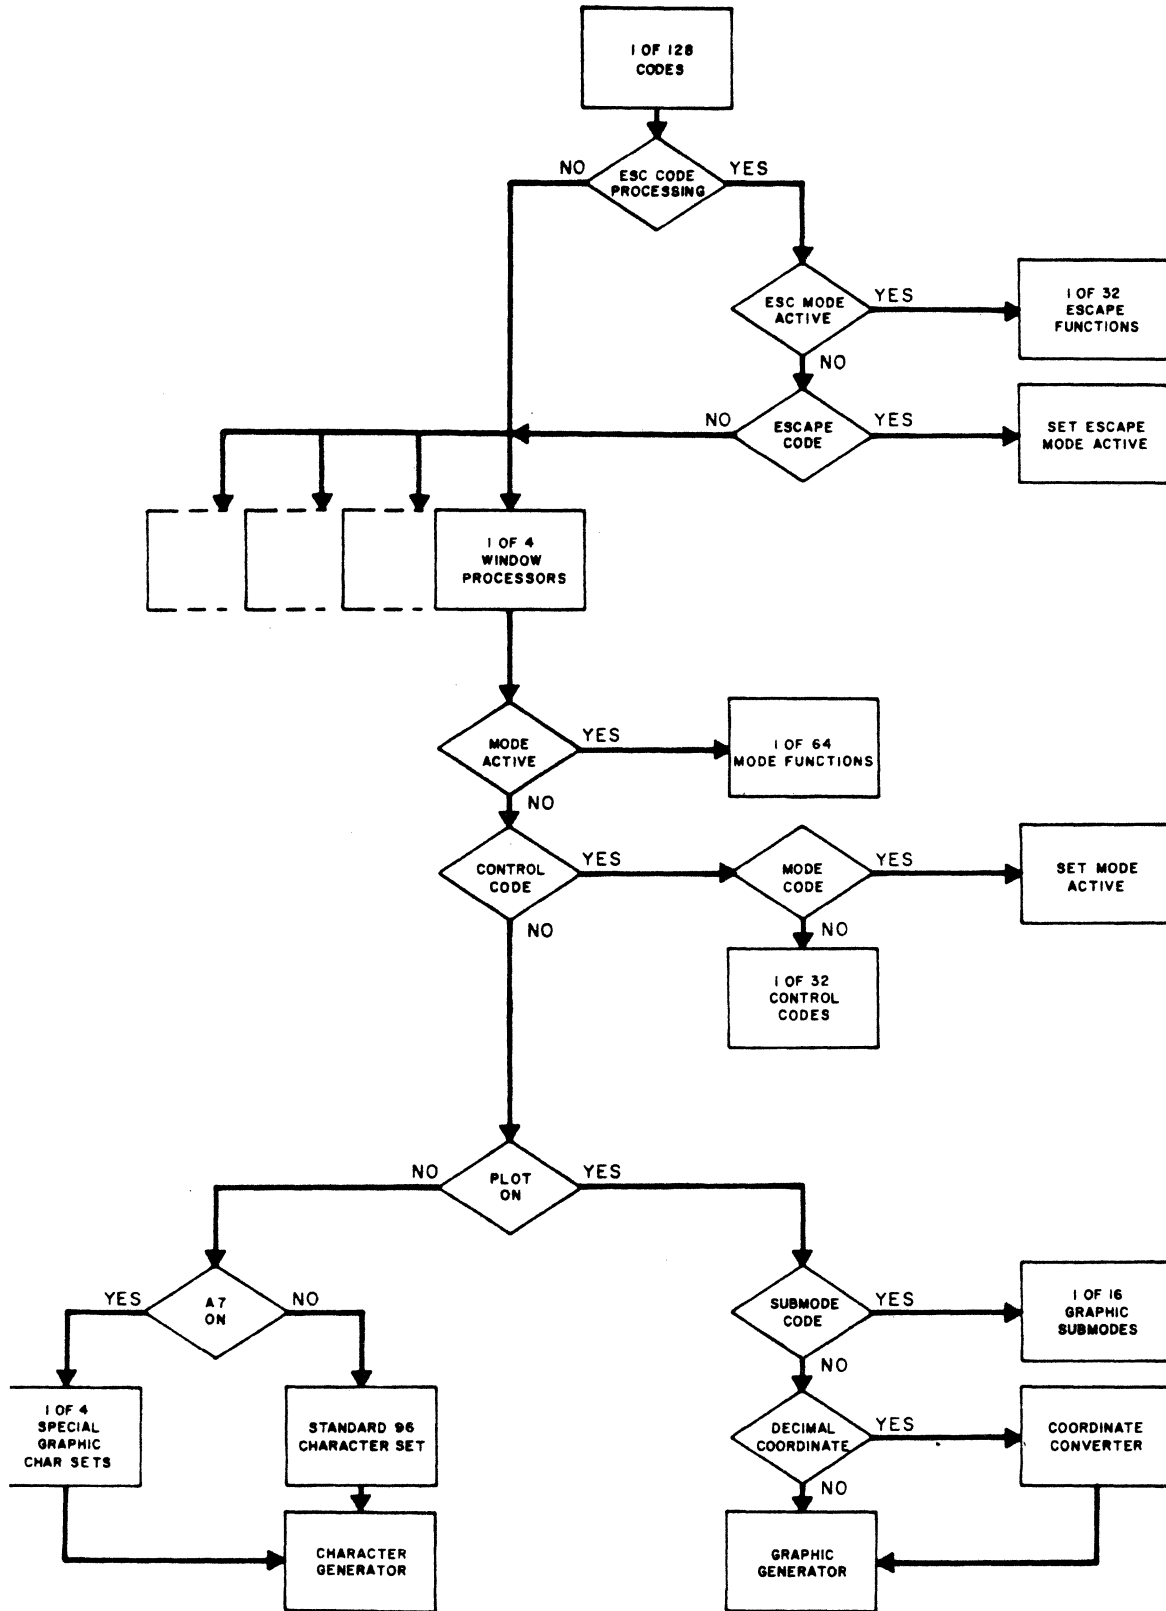 1 OF 128
CODES
NO
YES
ESC CODE
PROCESSING
ESC MODE
ACTIVE
YES
1 OF 32
ESCAPE
FUNCTIONS
NO
NO
ESCAPE
CODE
YES
SET ESCAPE
MODE ACTIVE
1 OF 4
WINDOW
PROCESSORS
MODE
ACTIVE
YES
1 OF 64
MODE FUNCTIONS
NO
CONTROL
CODE
YES
MODE
CODE
YES
SET MODE
ACTIVE
NO
NO
1 OF 32
CONTROL
CODES
NO
PLOT
ON
YES
YES
A7
ON
NO
SUBMODE
CODE
YES
1 OF 16
GRAPHIC
SUBMODES
NO
1 OF 4
SPECIAL
GRAPHIC
CHAR SETS
STANDARD 96
CHARACTER SET
DECIMAL
COORDINATE
YES
COORDINATE
CONVERTER
NO
CHARACTER
GENERATOR
GRAPHIC
GENERATOR